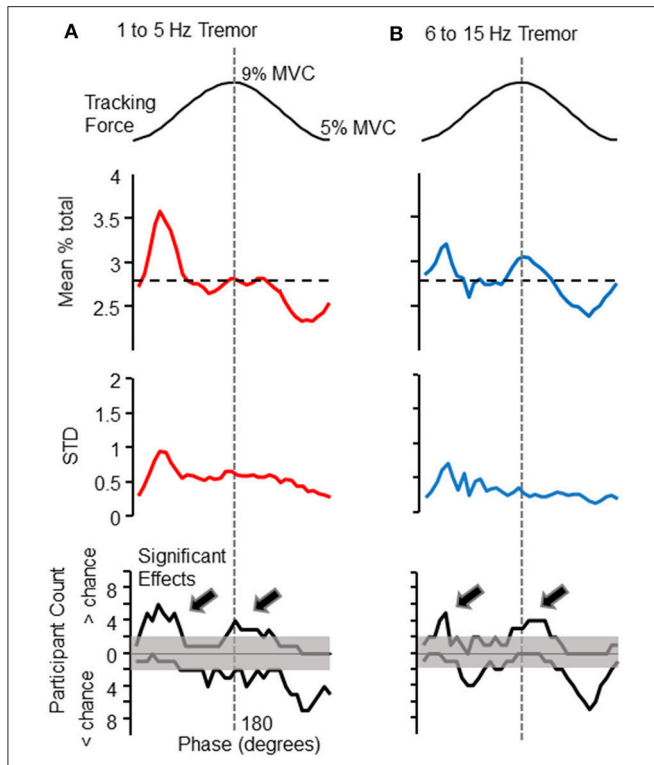 A 1 to 5 Hz Tremor
B 6 to 15 Hz Tremor
9% MVC
Tracking
Force
5% MVC
Mean % total
4
3.5
3
2.5
STD
2
1.5
1
0.5
0
Significant
Effects
Participant Count
< chance > chance
8
4
0
4
8
180
Phase (degrees)